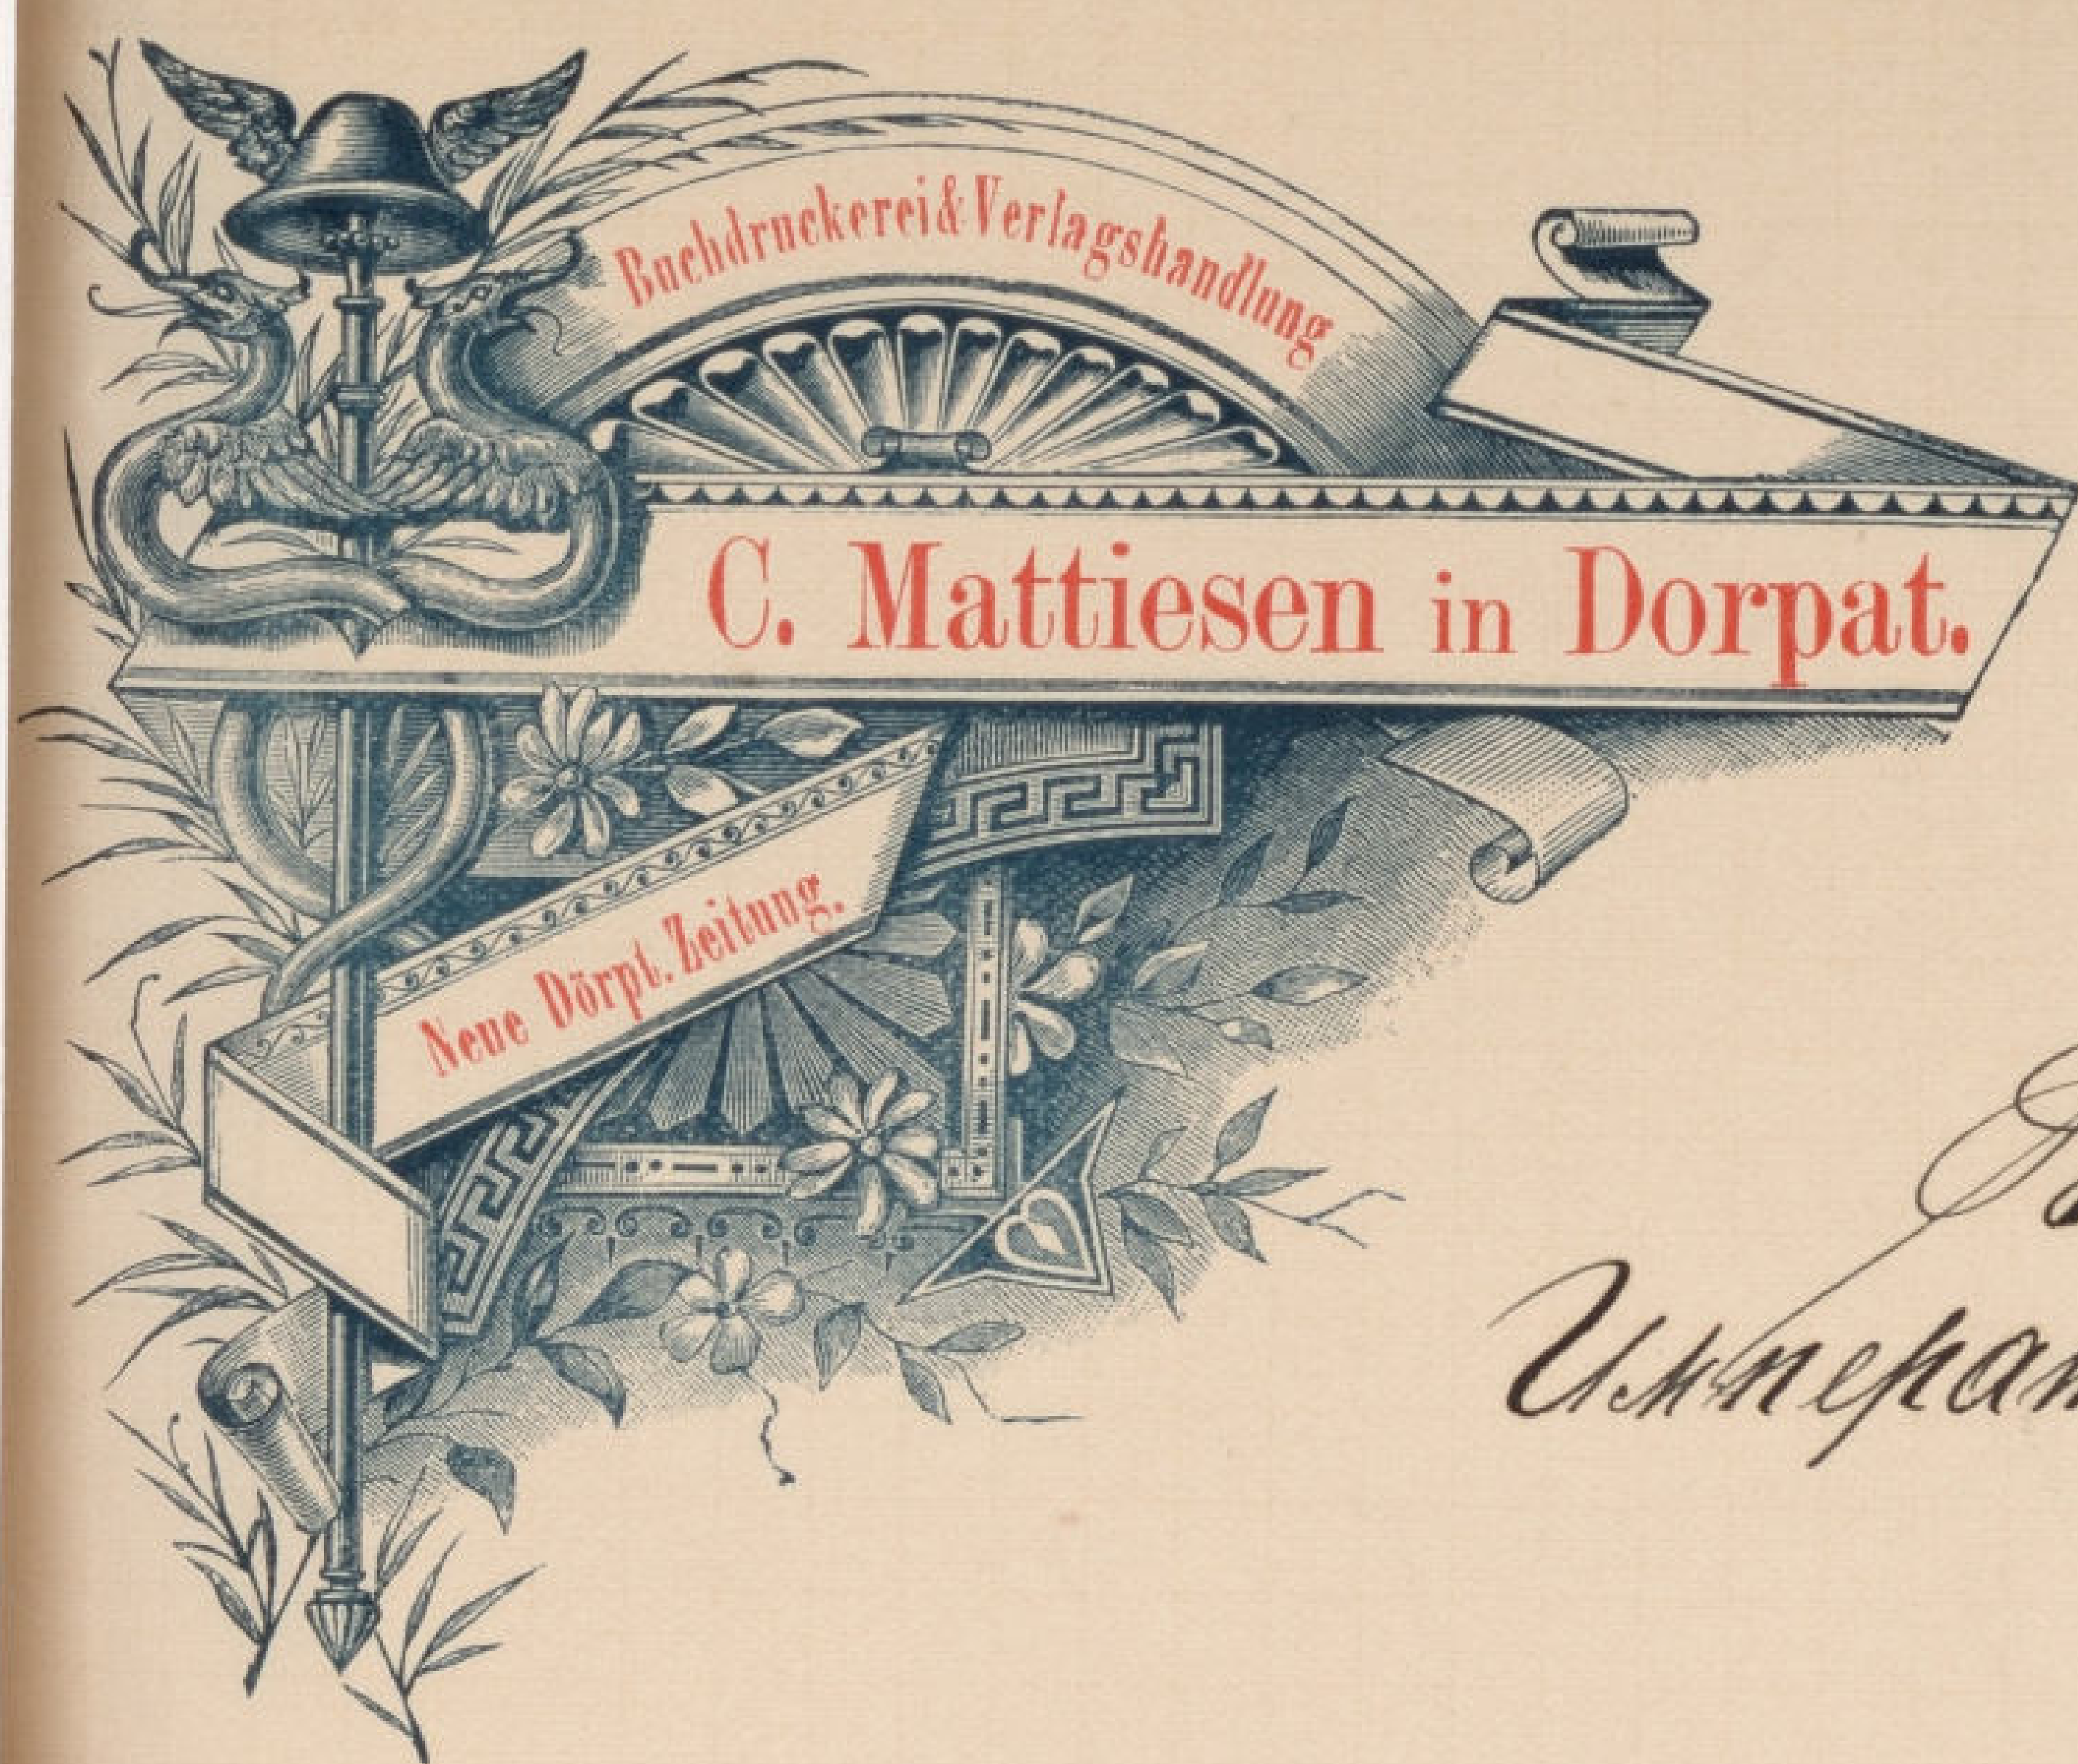 Buchdruckerei & Verlagshandlung
C. Mattiesen in Dorpat.
Neue Dörpt. Zeitung.